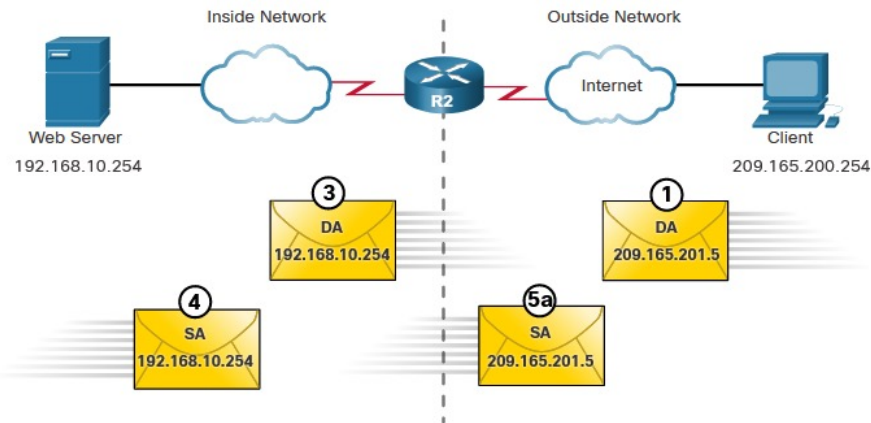 Inside Network
Outside Network
R2
Internet
Web Server
192.168.10.254
Client
209.165.200.254
3
DA
192.168.10.254
1
DA
209.165.201.5
4
SA
192.168.10.254
5a
SA
209.165.201.5